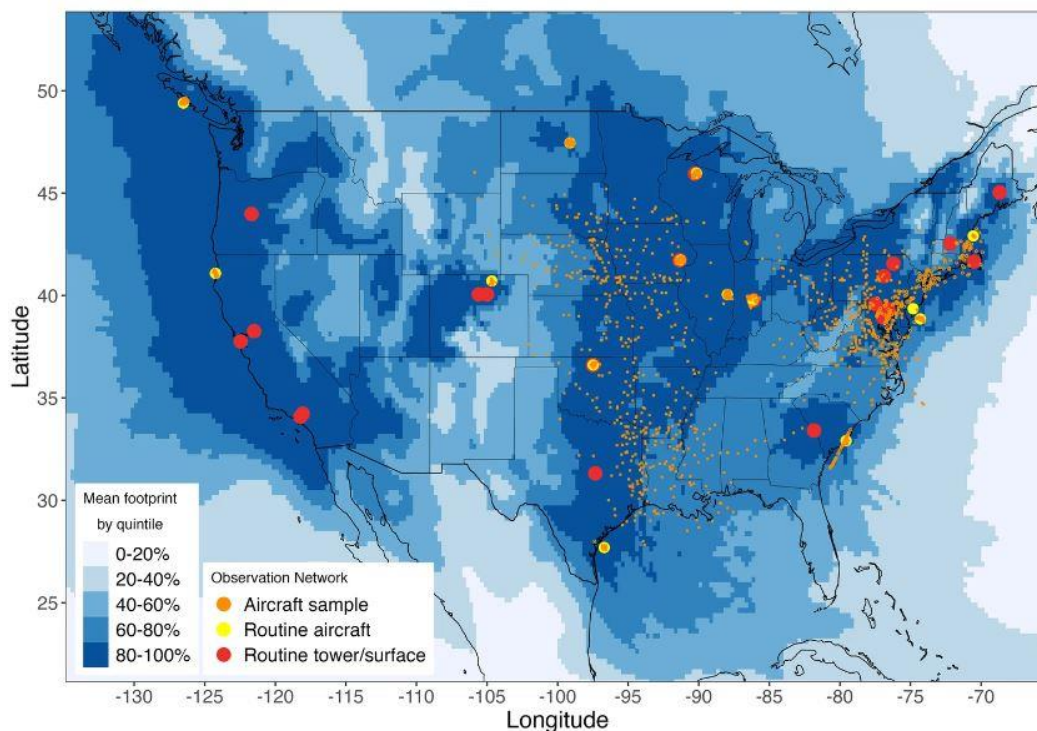 50
45
40
35
30
25
Latitude
Mean footprint
by quintile
0-20%
20-40%
40-60%
60-80%
80-100%
Observation Network
Aircraft sample
Routine aircraft
Routine tower/surface
-130 -125 -120 -115 -110 -105 -100 -95 -90 -85 -80 -75 -70
Longitude